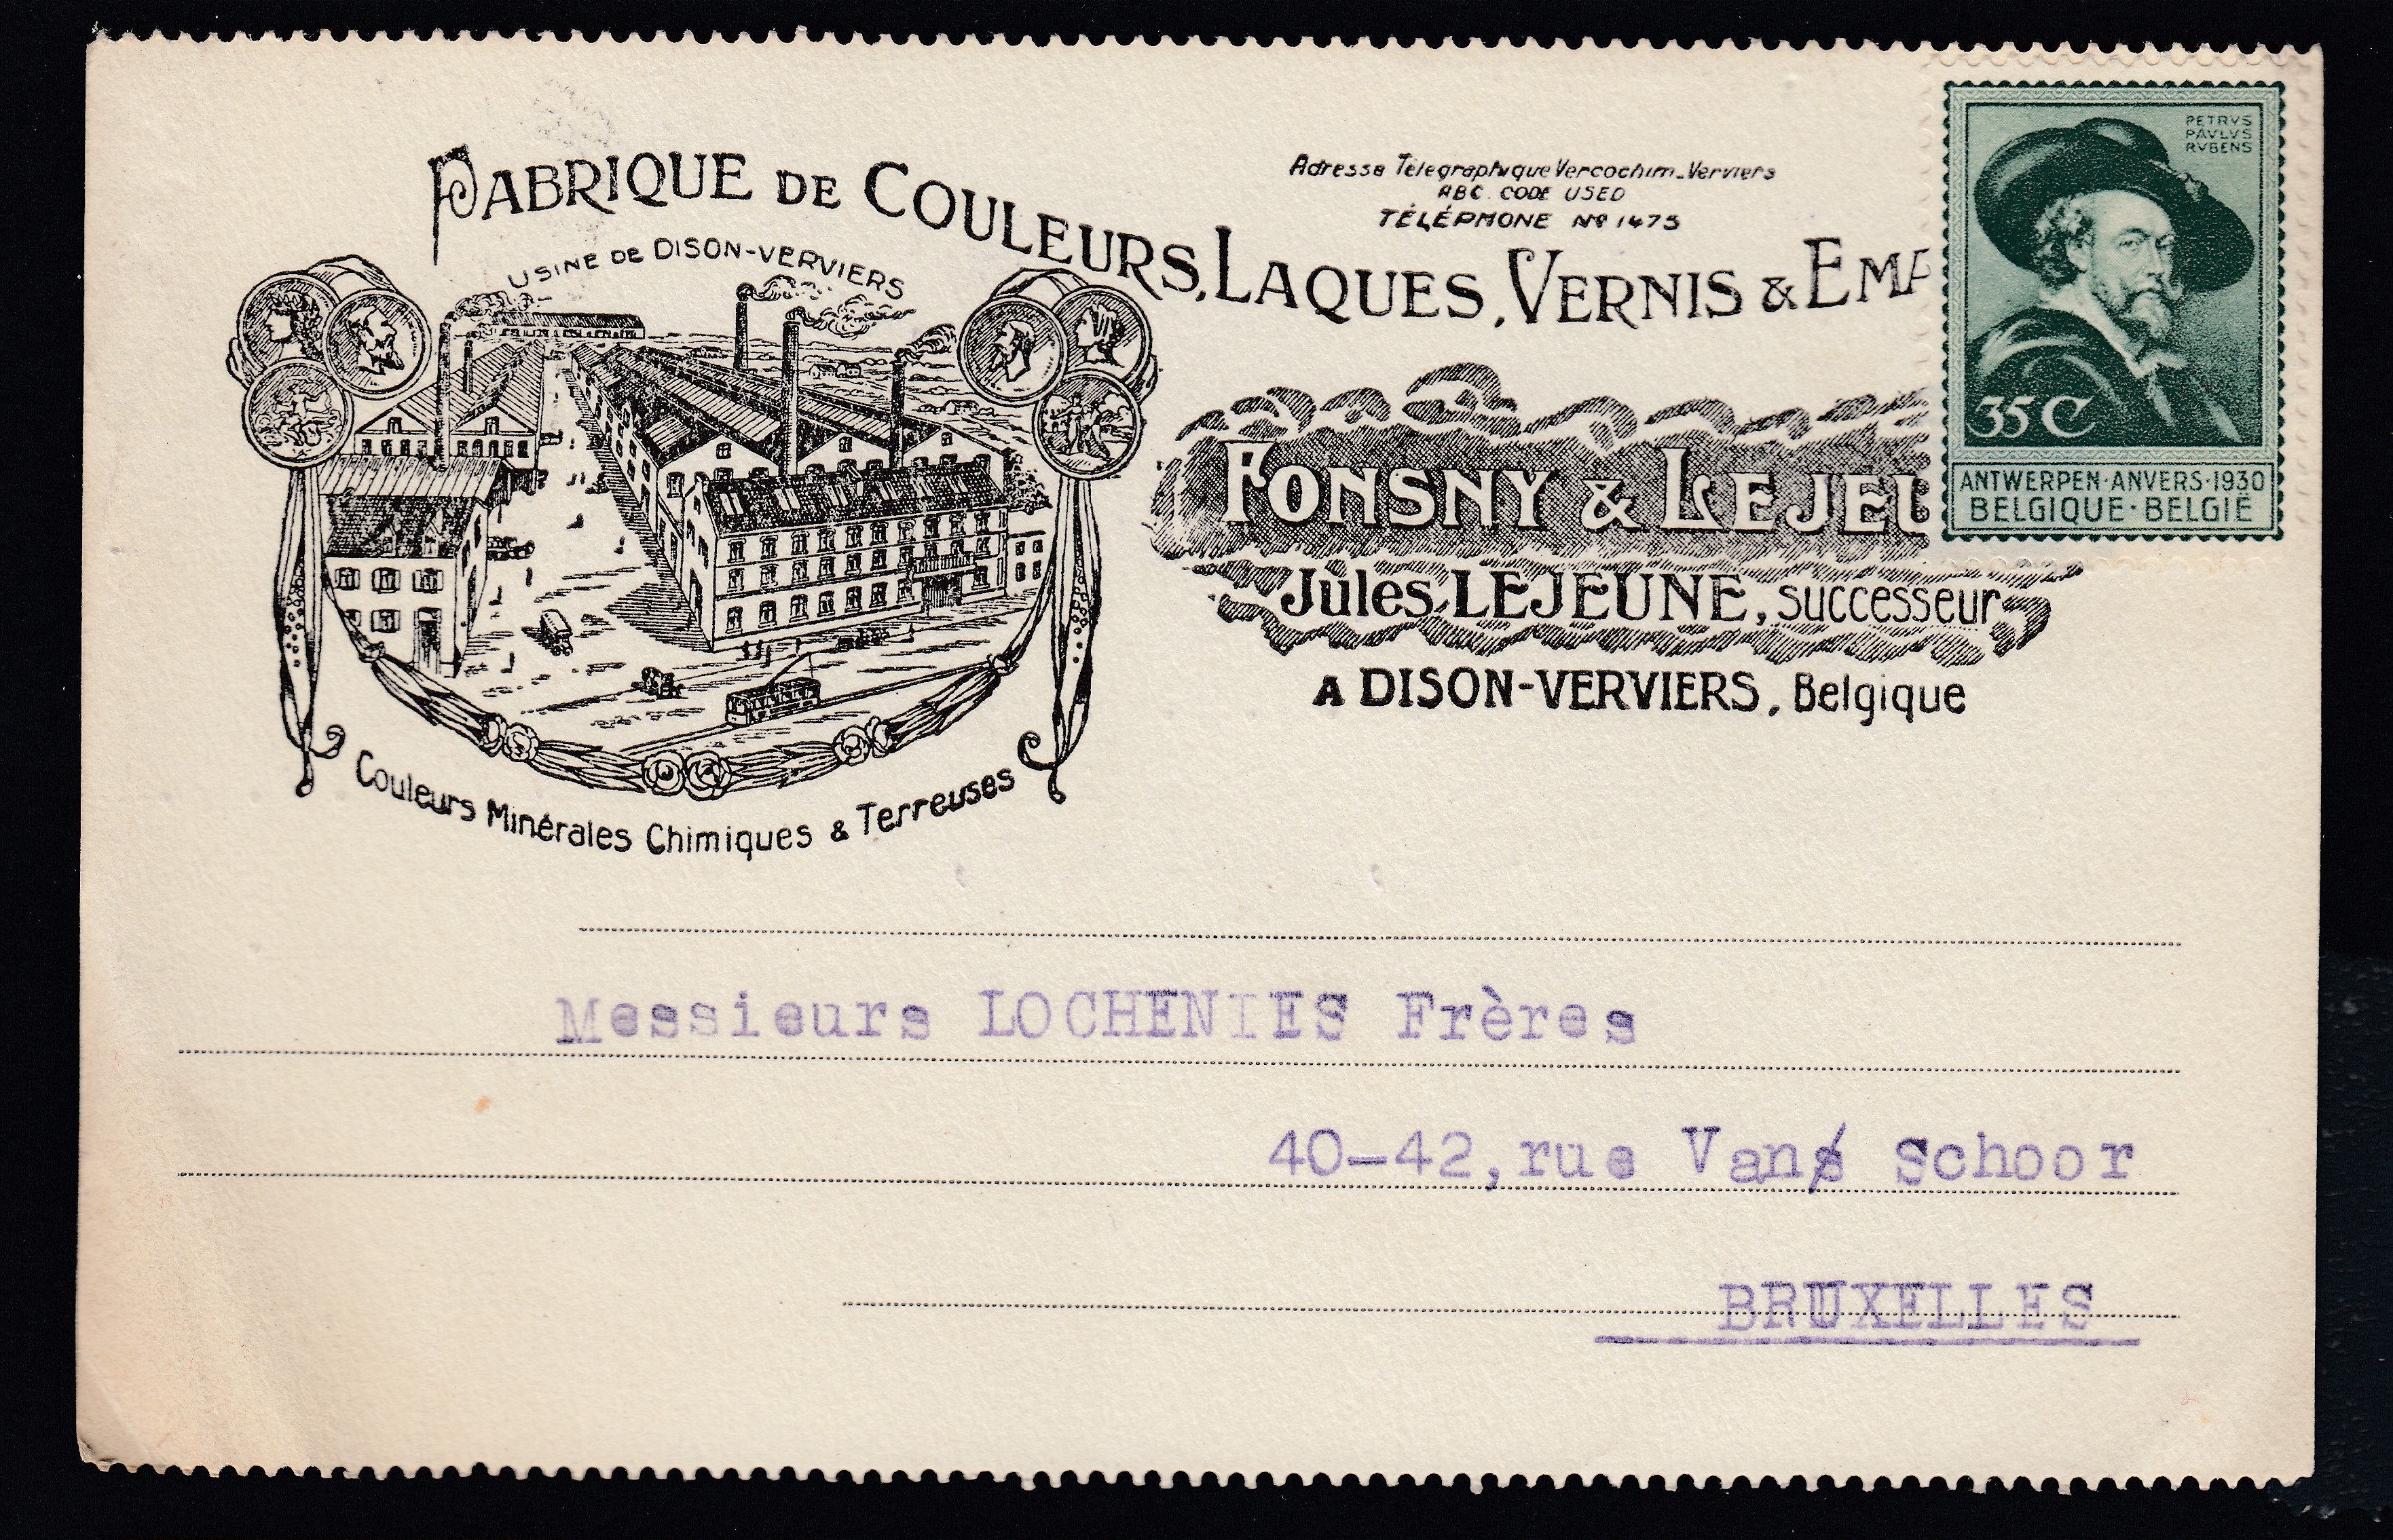 Adresse Télegraphique Vercochim-Verviers
ABC CODE USED
TÉLÉPHONE No 1475
FABRIQUE DE COULEURS, LAQUES, VERNIS & EMA
USINE DE DISON-VERVIERS
FONSNY & LEJEU
Jules LEJEUNE, successeur
A DISON-VERVIERS, Belgique
Couleurs Minérales Chimiques & Terreuses
PETRVS
PAVLVS
RVBENS
35 C
ANTWERPEN·ANVERS·1930
BELGIQUE·BELGIË
Messieurs LOCHENIES Frères
40-42, rue Van Schoor
BRUXELLES